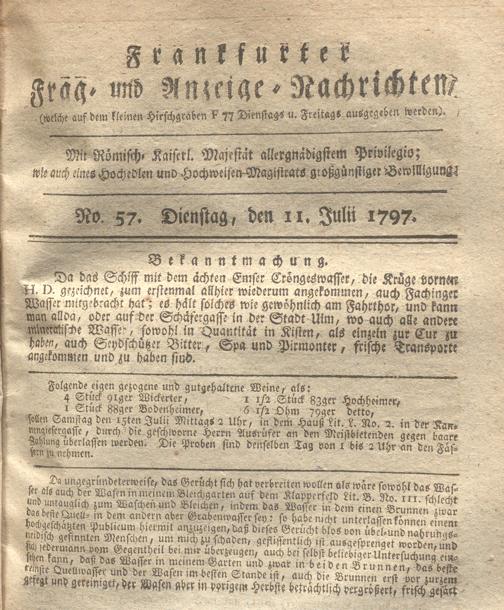 Frankfurter
Frag- und Anzeige-Nachrichten,
(welche auf dem kleinen Hirschgraben F 77 Dienstags u. Freitags ausgegeben werden).
Mit Römisch-Kaiserl. Majestät allergnädigstem Privilegio;
wie auch eines Hochedlen und Hochweisen Magistrats großgünstiger Bewilligung.
No. 57. Dienstag, den 11. Julii 1797.
Bekanntmachung.
Da das Schiff mit dem ächten Emser Cröngeswasser, die Krüge vornen
H. D. gezeichnet, zum erstenmal allhier wiederum angekommen, auch Fachinger
Wasser mitgebracht hat; es hält solches wie gewöhnlich am Fahrthor, und kann
man allda, oder auf der Schäfergasse in der Stadt Ulm, wo auch alle andere
mineralische Wasser, sowohl in Quantität in Kisten, als einzeln zur Cur zu
haben, auch Seydschützer Bitter, Spa und Pirmonter, frische Transporte
angekommen und zu haben sind.
Folgende eigen gezogene und gutgehaltene Weine, als:
4 Stück 91ger Wickerter, 1 1/2 Stück 83ger Hochheimer,
1 Stück 88ger Bodenheimer, 6 1/2 Ohm 79ger detto,
sollen Samstag den 15ten Julii Mittags 2 Uhr, in dem Hauß Lit. L. No. 2. in der Kan-
nengiesergasse, durch die geschworne Herrn Ausrüfer an den Meistbietenden gegen baare
Zahlung überlassen werden. Die Proben sind denselben Tag von 1 bis 2 Uhr an den Fäs-
sern zu nehmen.
Da ungegründeterweise, das Gerücht sich hat verbreiten wollen als wäre sowohl das Was-
ser als auch der Wasen in meinem Bleichgarten auf dem Klapperfeld Lit. B. No. 111. schlecht
und untauglich zum Waschen und Bleichen, indem das Wasser in dem einen Brunnen zwar
das beste Quell- in dem andern aber Grabenwasser sey: so habe nicht unterlassen können einem
hochgeschätzten Publicum hiermit anzuzeigen, daß dieses Gerücht blos von übel- und nahrungs-
neidisch gesinnten Menschen, um mich zu schaden, geflissentlich ist ausgesprengt worden, und
sich jedermann vom Gegentheil bei mir überzeugen, auch bei selbst beliebiger Untersuchung ein-
sehen kann, daß das Wasser in meinem Garten und zwar in beiden Brunnen, das beste
reinste Quellwasser und der Wasen im besten Stande ist, auch die Brunnen erst vor kurzem
gefegt und gereiniget, der Wasen aber in vorigem Herbste beträchtlich vergrösert, frisch gesäet